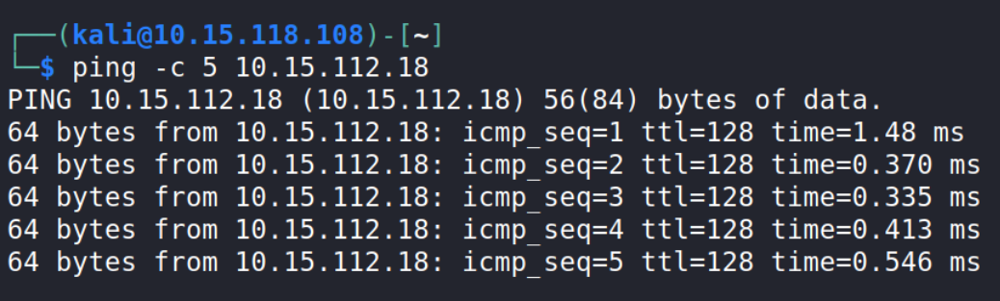 ┌──(kali@10.15.118.108)-[~]
└─$ ping -c 5 10.15.112.18
PING 10.15.112.18 (10.15.112.18) 56(84) bytes of data.
64 bytes from 10.15.112.18: icmp_seq=1 ttl=128 time=1.48 ms
64 bytes from 10.15.112.18: icmp_seq=2 ttl=128 time=0.370 ms
64 bytes from 10.15.112.18: icmp_seq=3 ttl=128 time=0.335 ms
64 bytes from 10.15.112.18: icmp_seq=4 ttl=128 time=0.413 ms
64 bytes from 10.15.112.18: icmp_seq=5 ttl=128 time=0.546 ms